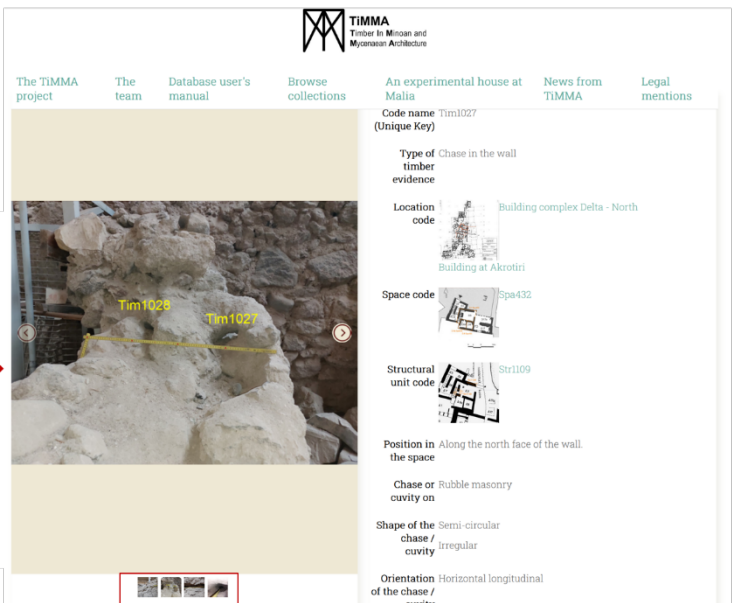 TiMMA
Timber In Minoan and
Mycenaean Architecture
The TiMMA project
The team
Database user's manual
Browse collections
An experimental house at Malia
News from TiMMA
Legal mentions
Code name (Unique Key) Tim1027
Type of timber evidence Chase in the wall
Location code Building complex Delta - North
Building at Akrotiri
Space code Spa432
Structural unit code Str1109
Position in the space Along the north face of the wall.
Chase or cuvity on Rubble masonry
Shape of the chase / cuvity Semi-circular
Irregular
Orientation of the chase / Horizontal longitudinal
Tim1028
Tim1027